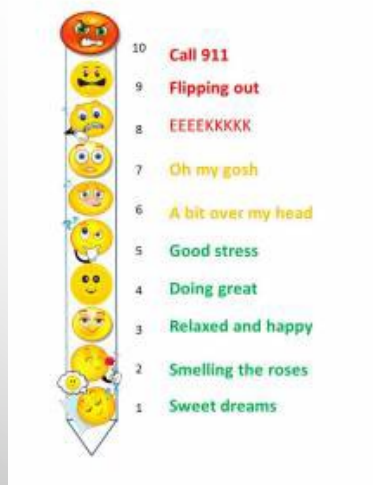 10 Call 911
9 Flipping out
8 EEEEKKKKK
7 Oh my gosh
6 A bit over my head
5 Good stress
4 Doing great
3 Relaxed and happy
2 Smelling the roses
1 Sweet dreams